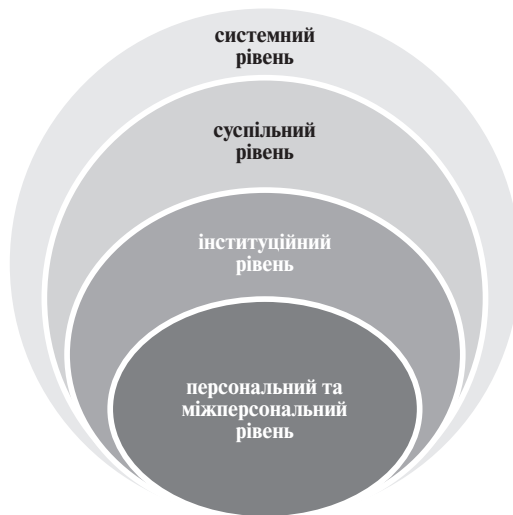 системний
рівень
суспільний
рівень
інституційний
рівень
персональний та
міжперсональний
рівень